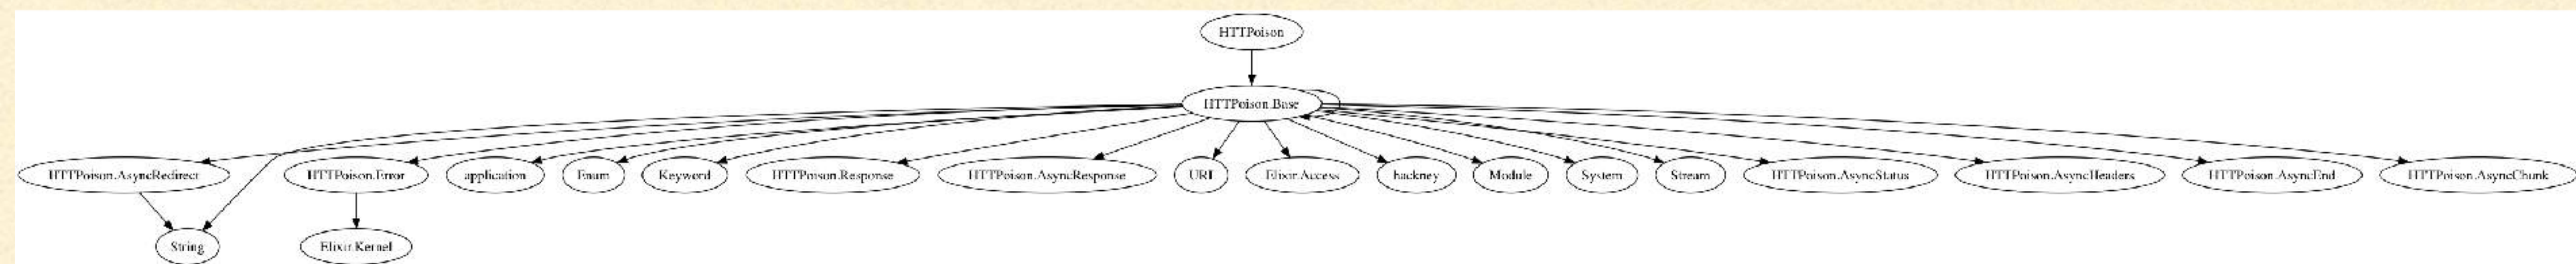 HTTPoison
HTTPoison.Base
HTTPoison.AsyncRedirect
HTTPoison.Error
application
Enum
Keyword
HTTPoison.Response
HTTPoison.AsyncResponse
URI
Elixir.Access
hackney
Module
System
Stream
HTTPoison.AsyncStatus
HTTPoison.AsyncHeaders
HTTPoison.AsyncEnd
HTTPoison.AsyncChunk
String
Elixir.Kernel